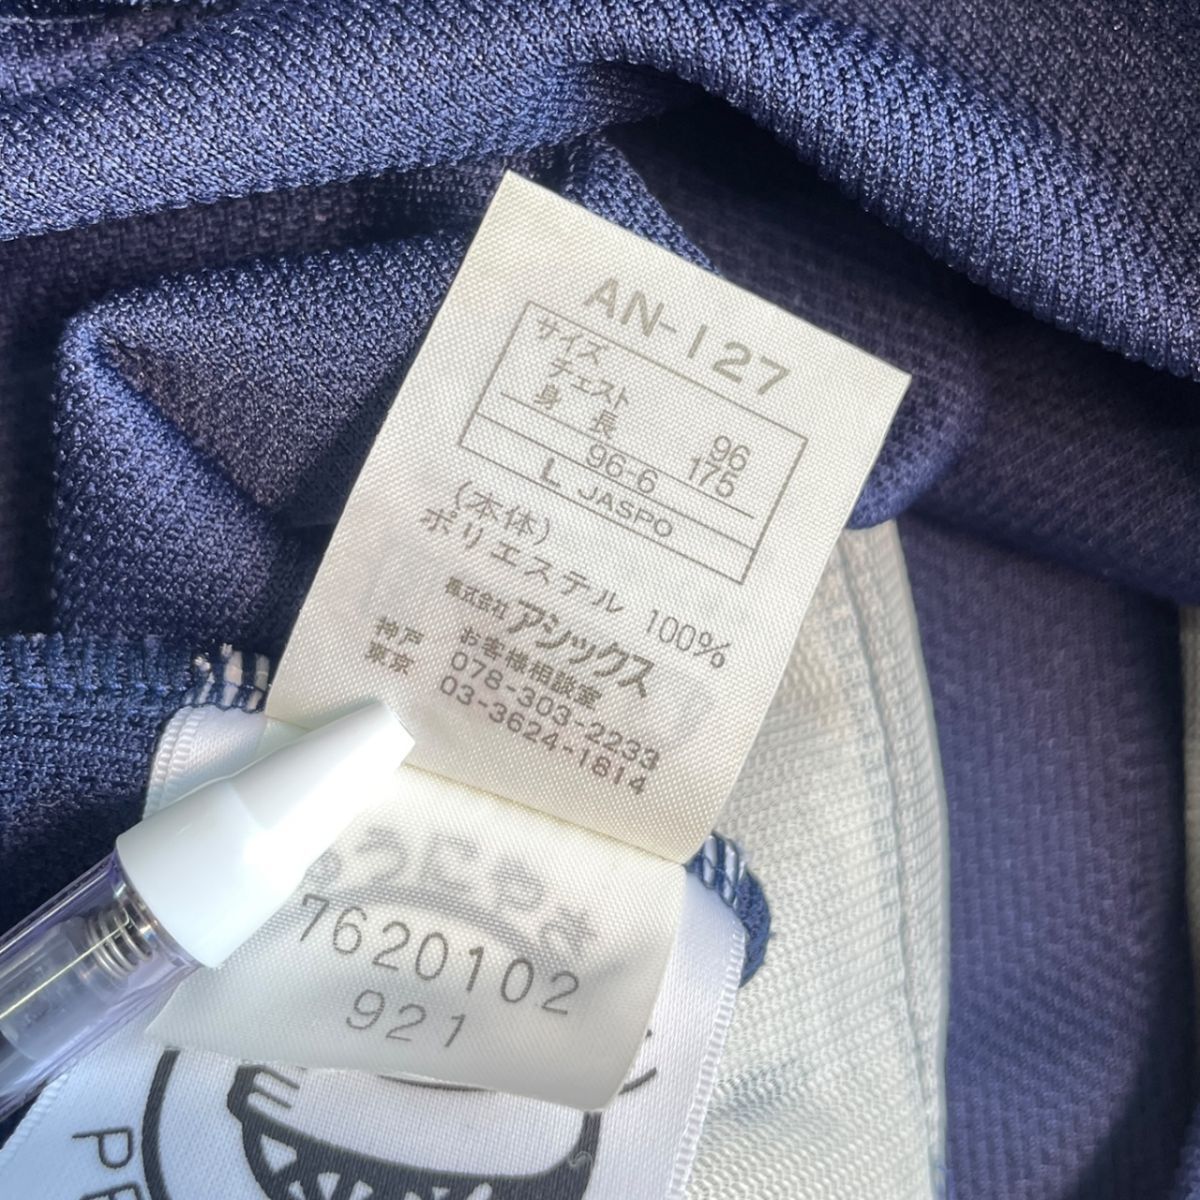 AN-127
サイズ
チェスト 96
身長 175
96-6
L JASPO
(本体)
ポリエステル 100%
株式会社 アシックス
お客様相談室
神戸 078-303-2233
東京 03-3624-1814
7620102
921